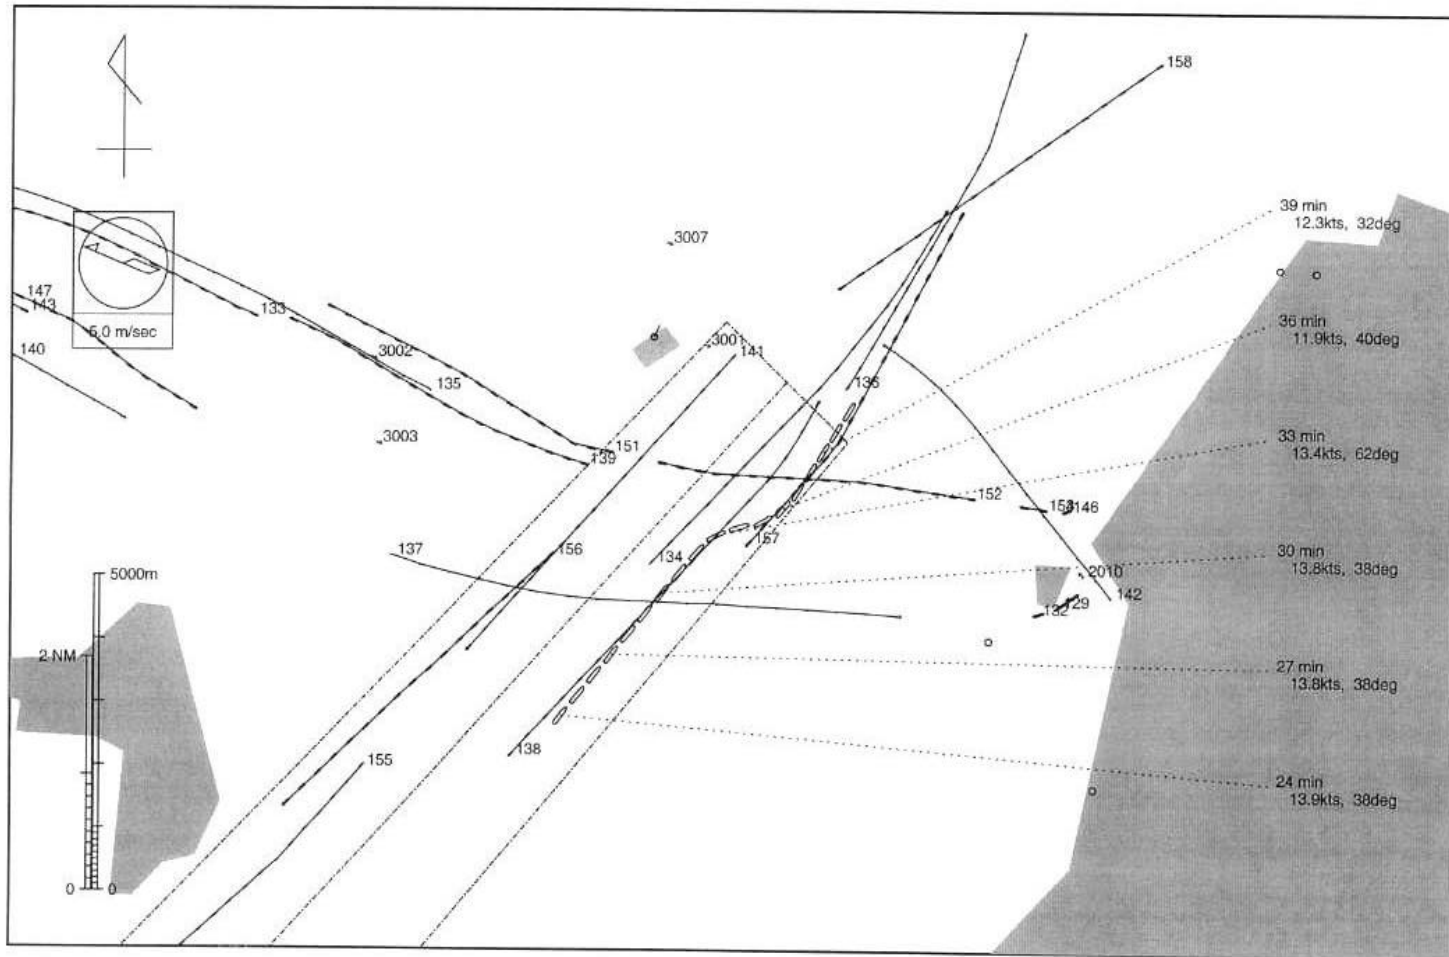 158
39 min
12.3kts, 32deg
3007
147
143
133
5.0 m/sec
36 min
11.9kts, 40deg
3001
141
140
3002
135
136
3003
151
139
33 min
13.4kts, 62deg
152
146
137
156
134
157
30 min
13.8kts, 38deg
5000m
2010
129
132
142
2 NM
27 min
13.8kts, 38deg
155
138
24 min
13.9kts, 38deg
0
0